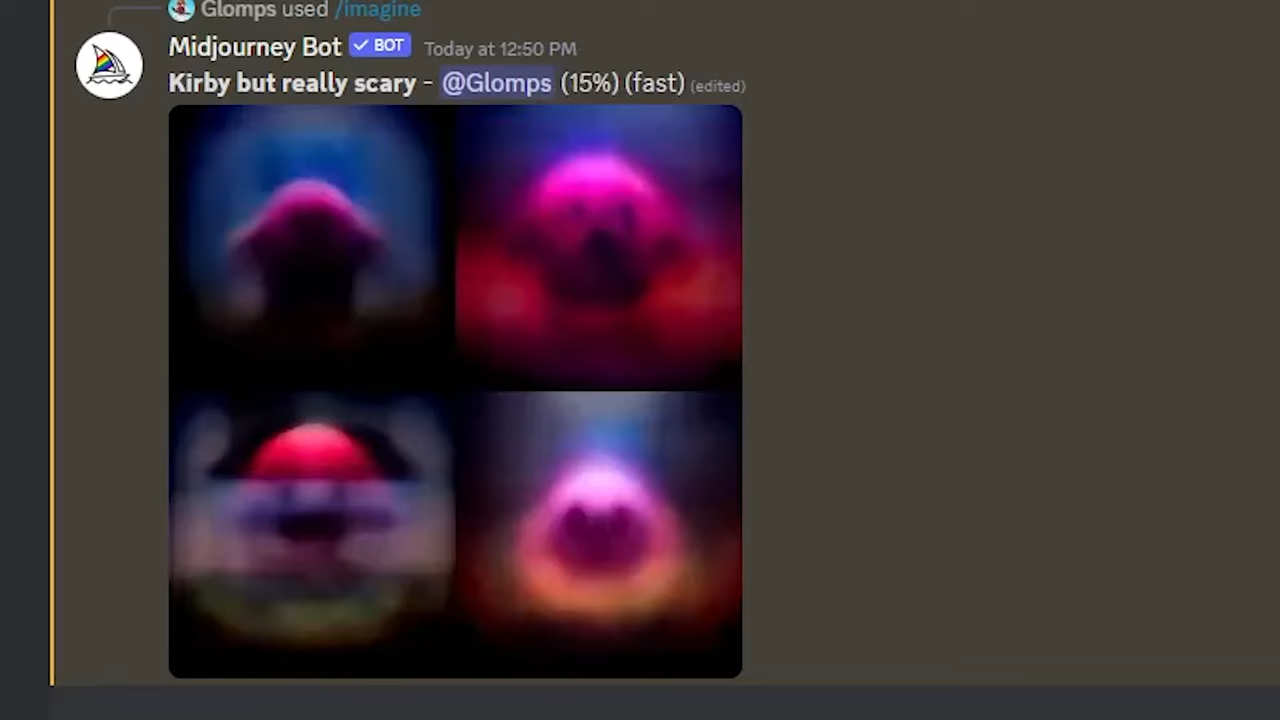 Glomps used /imagine
Midjourney Bot BOT Today at 12:50 PM
Kirby but really scary - @Glomps (15%) (fast) (edited)